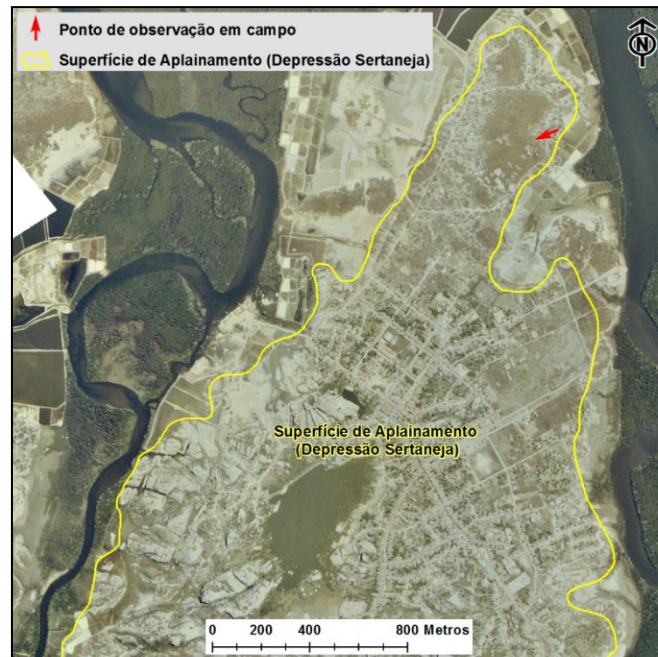 Ponto de observação em campo
N
Superfície de Aplainamento (Depressão Sertaneja)
Superfície de Aplainamento
(Depressão Sertaneja)
0 200 400 800 Metros